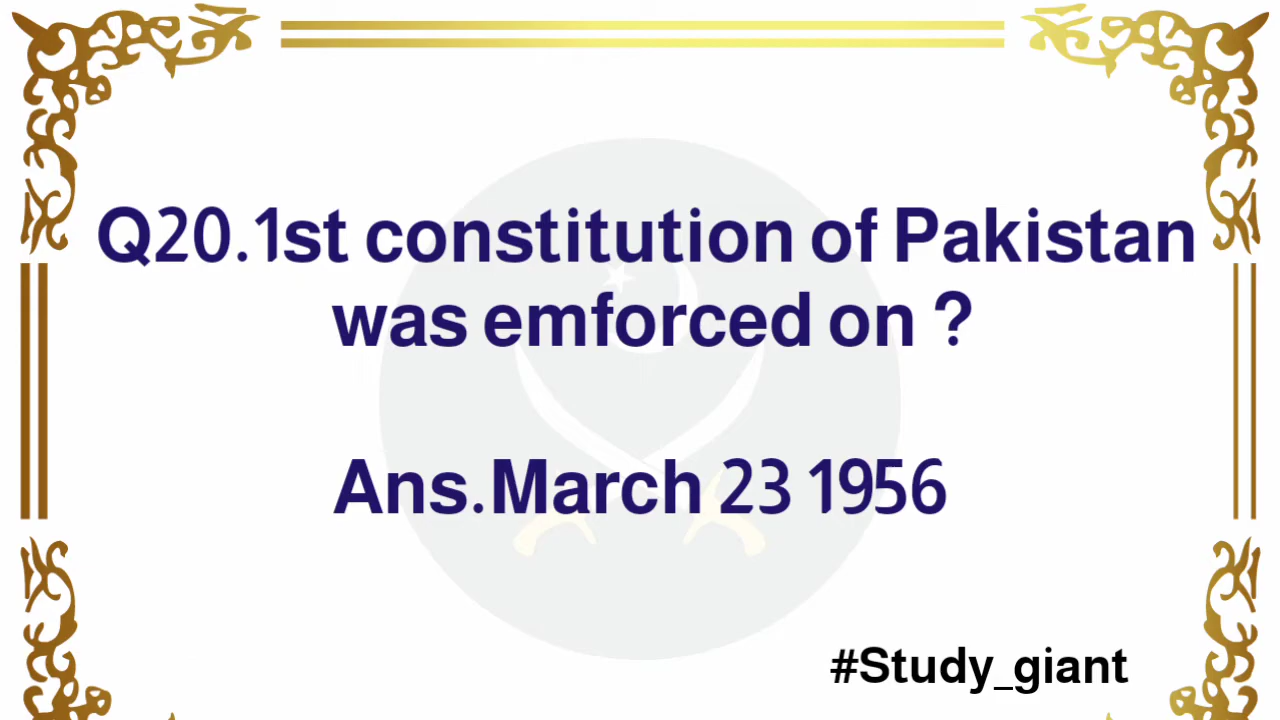 Q20.1st constitution of Pakistan
was emforced on ?
Ans.March 23 1956
#Study_giant